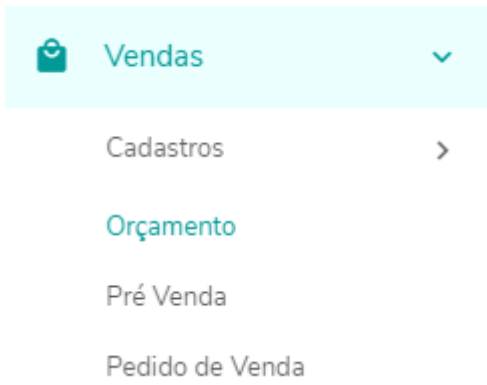 Vendas
Cadastros
Orçamento
Pré Venda
Pedido de Venda